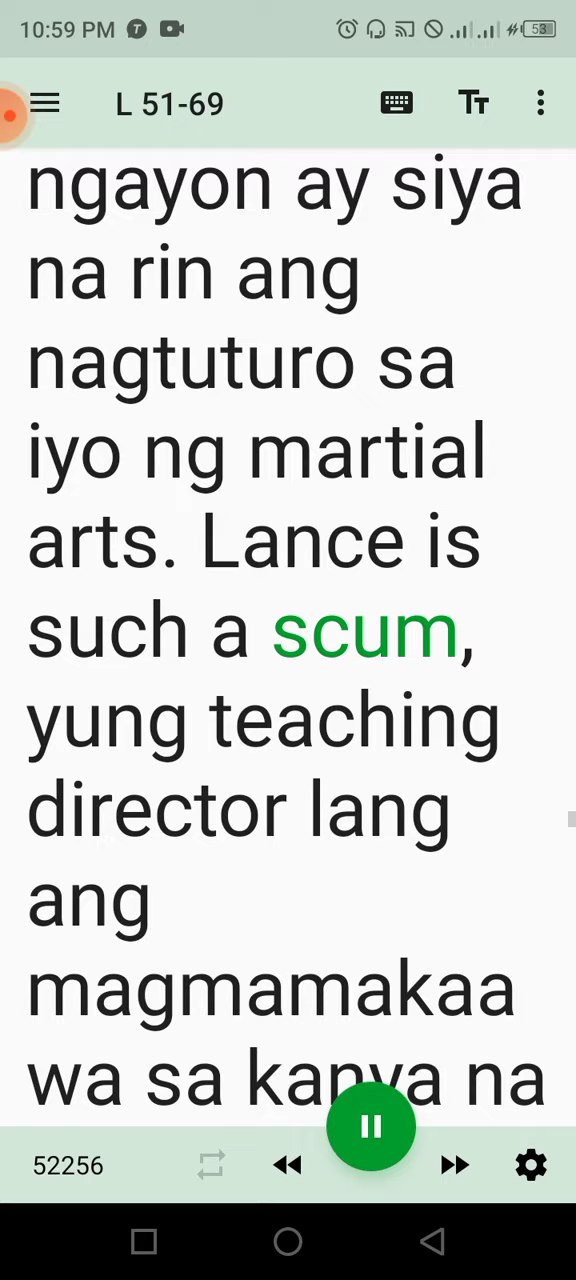 10:59 PM
53
L 51-69
ngayon ay siya
na rin ang
nagtuturo sa
iyo ng martial
arts. Lance is
such a scum,
yung teaching
director lang
ang
magmamakaa
wa sa kanya na
52256